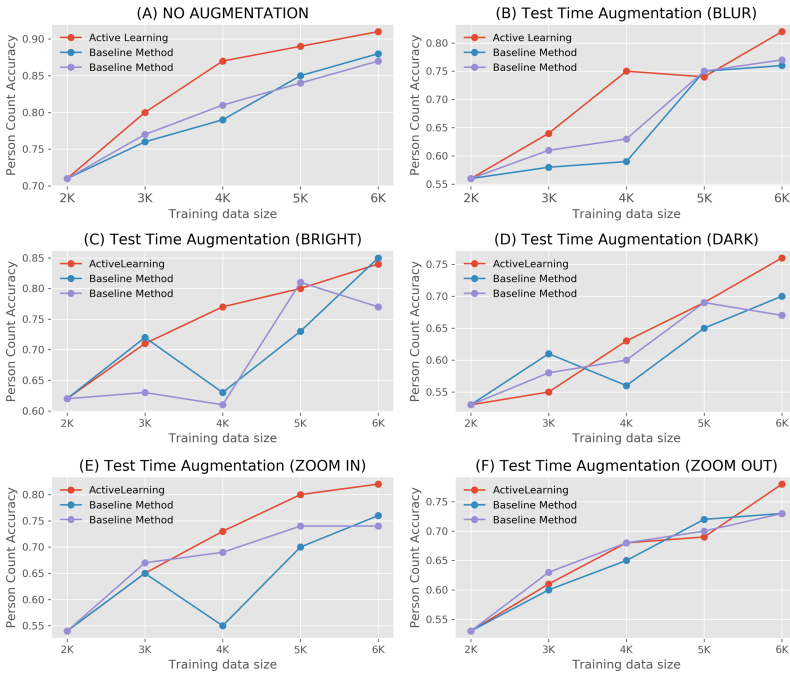 (A) NO AUGMENTATION
Person Count Accuracy
0.90
0.85
0.80
0.75
0.70
Active Learning
Baseline Method
Baseline Method
2K 3K 4K 5K 6K
Training data size
(B) Test Time Augmentation (BLUR)
Person Count Accuracy
0.80
0.75
0.70
0.65
0.60
0.55
Active Learning
Baseline Method
Baseline Method
2K 3K 4K 5K 6K
Training data size
(C) Test Time Augmentation (BRIGHT)
Person Count Accuracy
0.85
0.80
0.75
0.70
0.65
0.60
ActiveLearning
Baseline Method
Baseline Method
2K 3K 4K 5K 6K
Training data size
(D) Test Time Augmentation (DARK)
Person Count Accuracy
0.75
0.70
0.65
0.60
0.55
ActiveLearning
Baseline Method
Baseline Method
2K 3K 4K 5K 6K
Training data size
(E) Test Time Augmentation (ZOOM IN)
Person Count Accuracy
0.80
0.75
0.70
0.65
0.60
0.55
ActiveLearning
Baseline Method
Baseline Method
2K 3K 4K 5K 6K
Training data size
(F) Test Time Augmentation (ZOOM OUT)
Person Count Accuracy
0.75
0.70
0.65
0.60
0.55
ActiveLearning
Baseline Method
Baseline Method
2K 3K 4K 5K 6K
Training data size